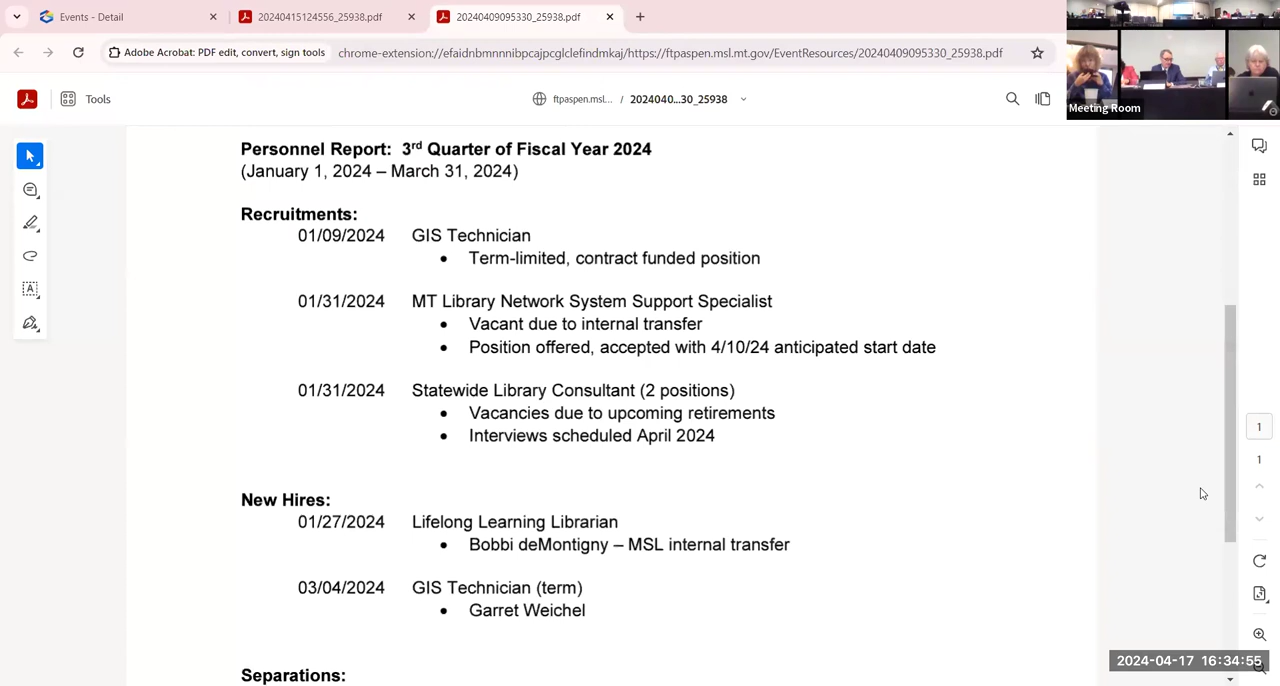 Events - Detail
20240415124556_25938.pdf
20240409095330_25938.pdf
Adobe Acrobat: PDF edit, convert, sign tools
chrome-extension://efaidnbmnnnibpcajpcglclefindmkaj/https://ftpaspen.msl.mt.gov/EventResources/20240409095330_25938.pdf
Meeting Room
Tools
ftpaspen.msl... / 2024040...30_25938
Personnel Report: 3rd Quarter of Fiscal Year 2024
(January 1, 2024 – March 31, 2024)
Recruitments:
01/09/2024 GIS Technician
• Term-limited, contract funded position
01/31/2024 MT Library Network System Support Specialist
• Vacant due to internal transfer
• Position offered, accepted with 4/10/24 anticipated start date
01/31/2024 Statewide Library Consultant (2 positions)
• Vacancies due to upcoming retirements
• Interviews scheduled April 2024
New Hires:
01/27/2024 Lifelong Learning Librarian
• Bobbi deMontigny – MSL internal transfer
03/04/2024 GIS Technician (term)
• Garret Weichel
Separations:
1
1
2024-04-17 16:34:55